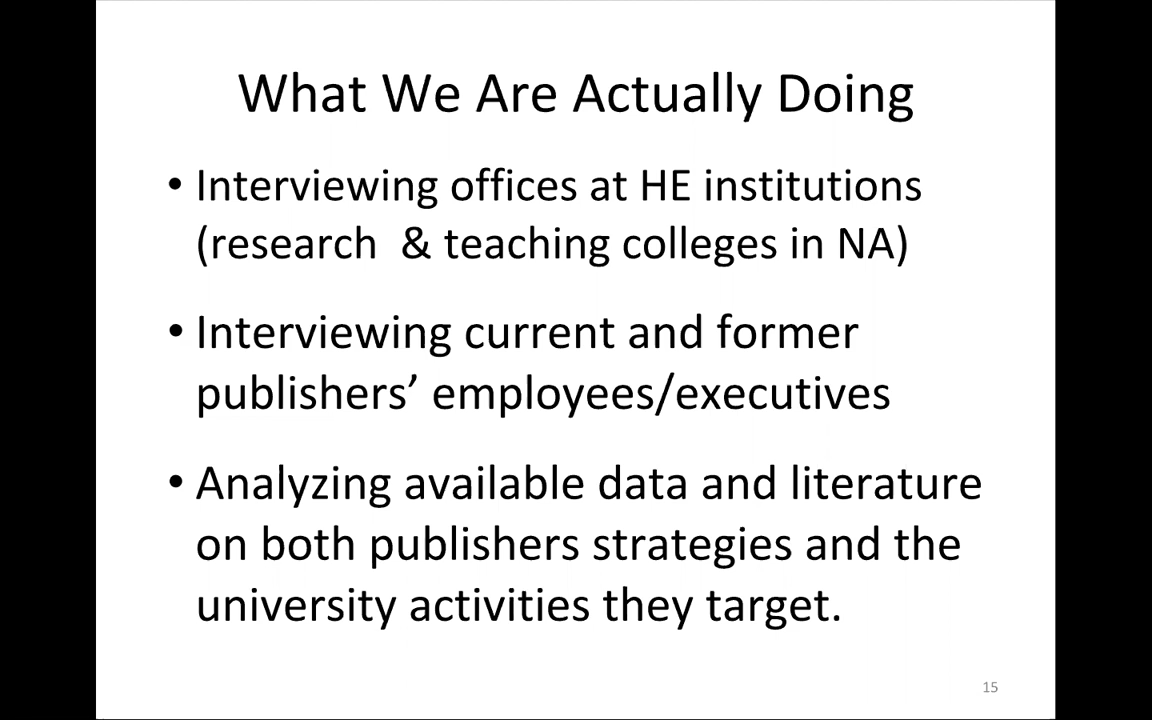 What We Are Actually Doing
• Interviewing offices at HE institutions
(research & teaching colleges in NA)
• Interviewing current and former
publishers’ employees/executives
• Analyzing available data and literature
on both publishers strategies and the
university activities they target.
15